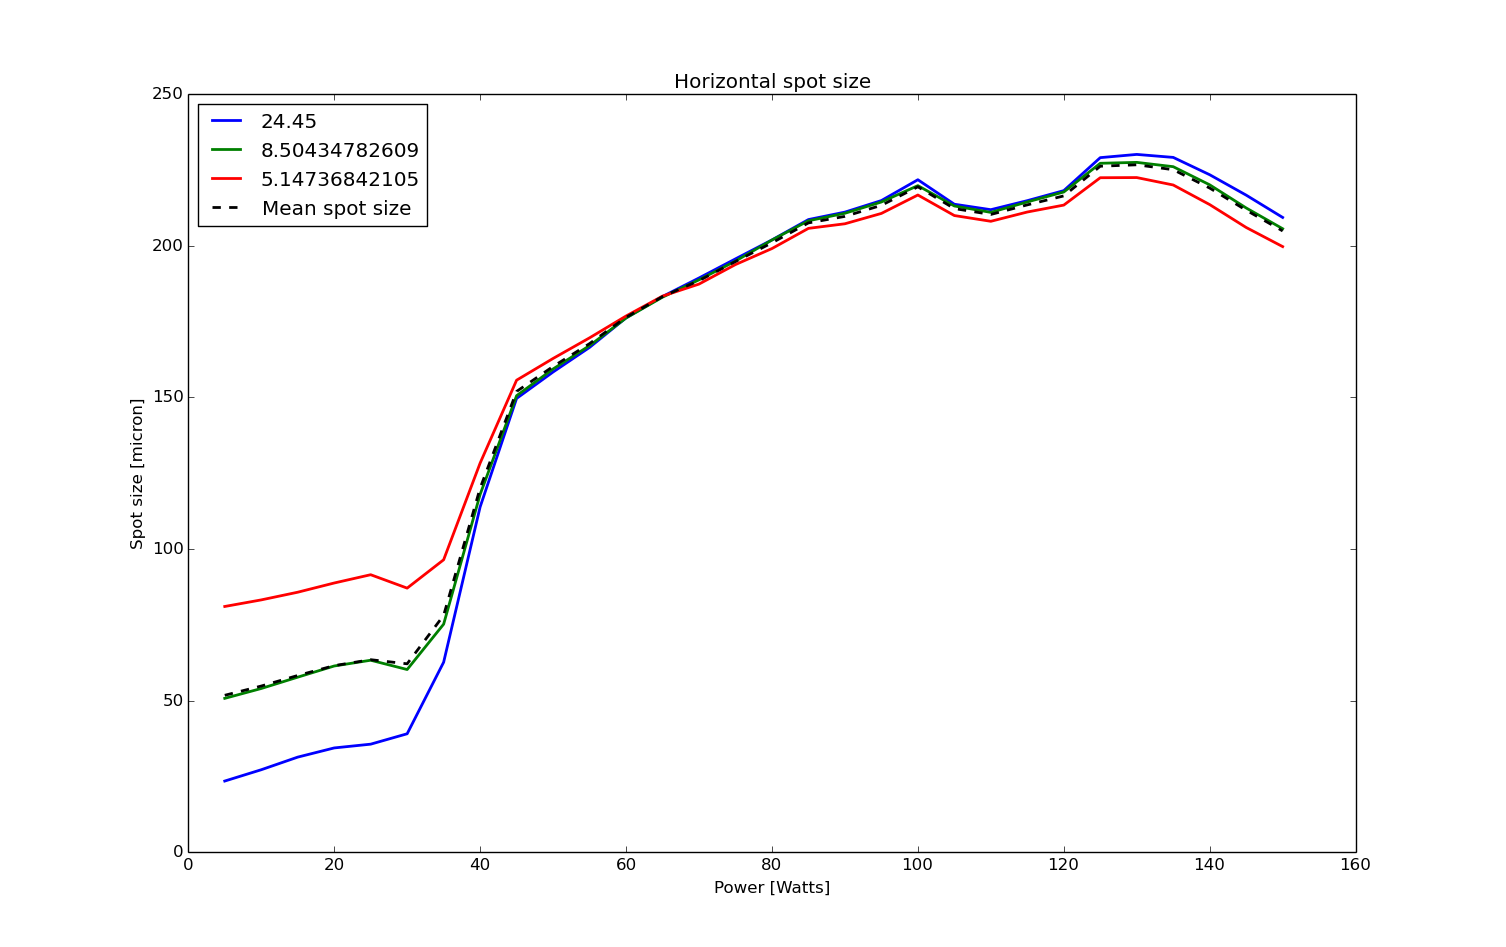 Horizontal spot size
250
24.45
8.50434782609
5.14736842105
Mean spot size
200
150
Spot size [micron]
100
50
0
0 20 40 60 80 100 120 140 160
Power [Watts]